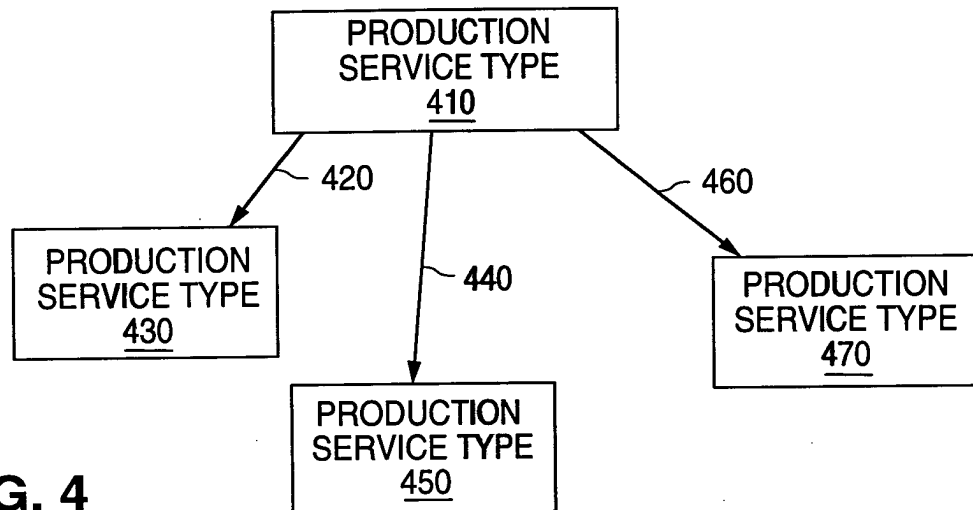 PRODUCTION
SERVICE TYPE
410
420
460
PRODUCTION
SERVICE TYPE
430
440
PRODUCTION
SERVICE TYPE
470
PRODUCTION
SERVICE TYPE
450
G. 4